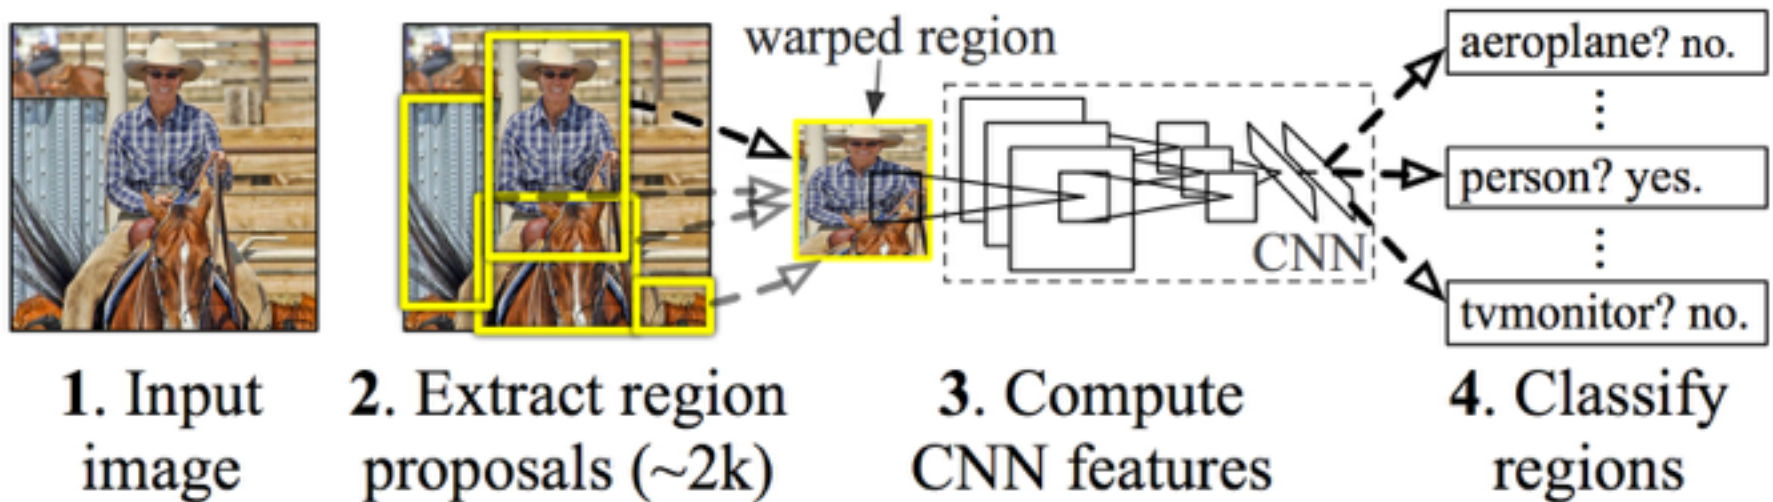 warped region
aeroplane? no.
person? yes.
CNN
tvmonitor? no.
1. Input
image
2. Extract region
proposals (~2k)
3. Compute
CNN features
4. Classify
regions